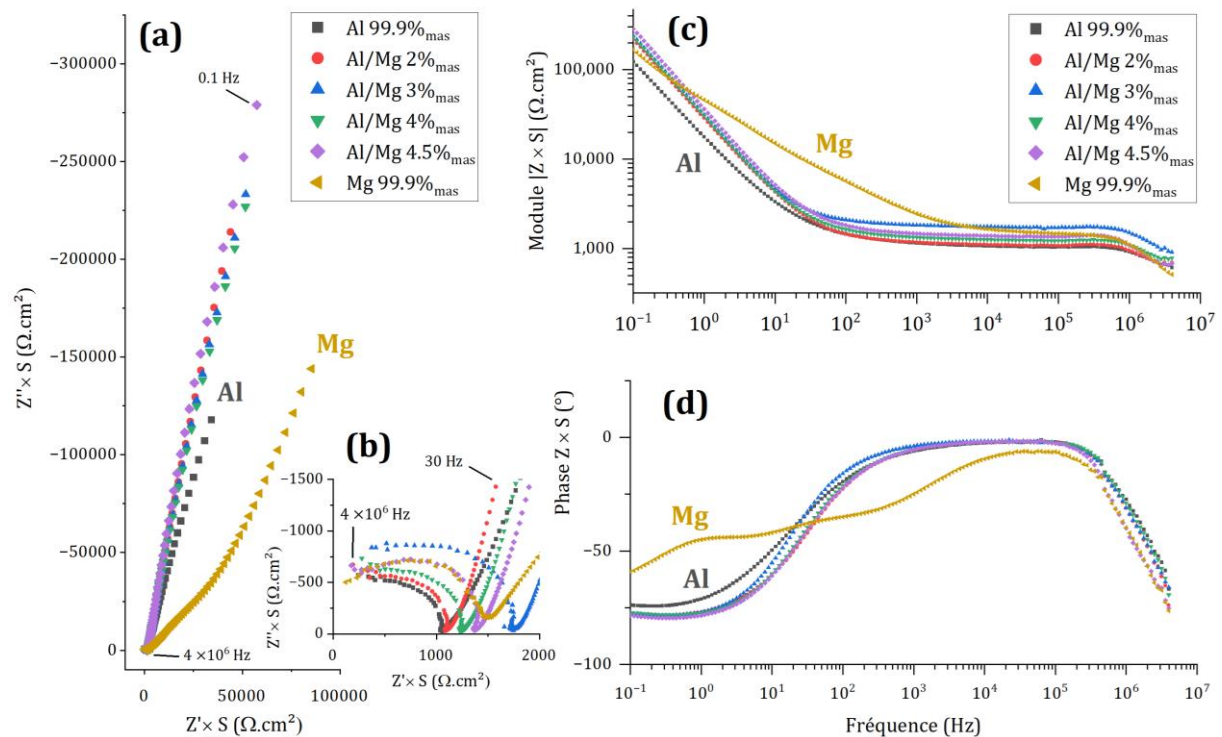 (a)
Al 99.9%mas
Al/Mg 2%mas
Al/Mg 3%mas
Al/Mg 4%mas
Al/Mg 4.5%mas
Mg 99.9%mas
−300000
−250000
−200000
−150000
−100000
−50000
0
0.1 Hz
Mg
Al
4 × 10⁶ Hz
0
50000
100000
Z'× S (Ω.cm²)
Z''× S (Ω.cm²)
(b)
30 Hz
4 × 10⁶ Hz
−1500
−1000
−500
0
0
1000
2000
Z'× S (Ω.cm²)
Z''× S (Ω.cm²)
(c)
Al 99.9%mas
Al/Mg 2%mas
Al/Mg 3%mas
Al/Mg 4%mas
Al/Mg 4.5%mas
Mg 99.9%mas
100,000
10,000
1,000
Module |Z × S| (Ω.cm²)
Mg
Al
10⁻¹ 10⁰ 10¹ 10² 10³ 10⁴ 10⁵ 10⁶ 10⁷
(d)
0
−50
−100
Phase Z × S (°)
Mg
Al
10⁻¹ 10⁰ 10¹ 10² 10³ 10⁴ 10⁵ 10⁶ 10⁷
Fréquence (Hz)